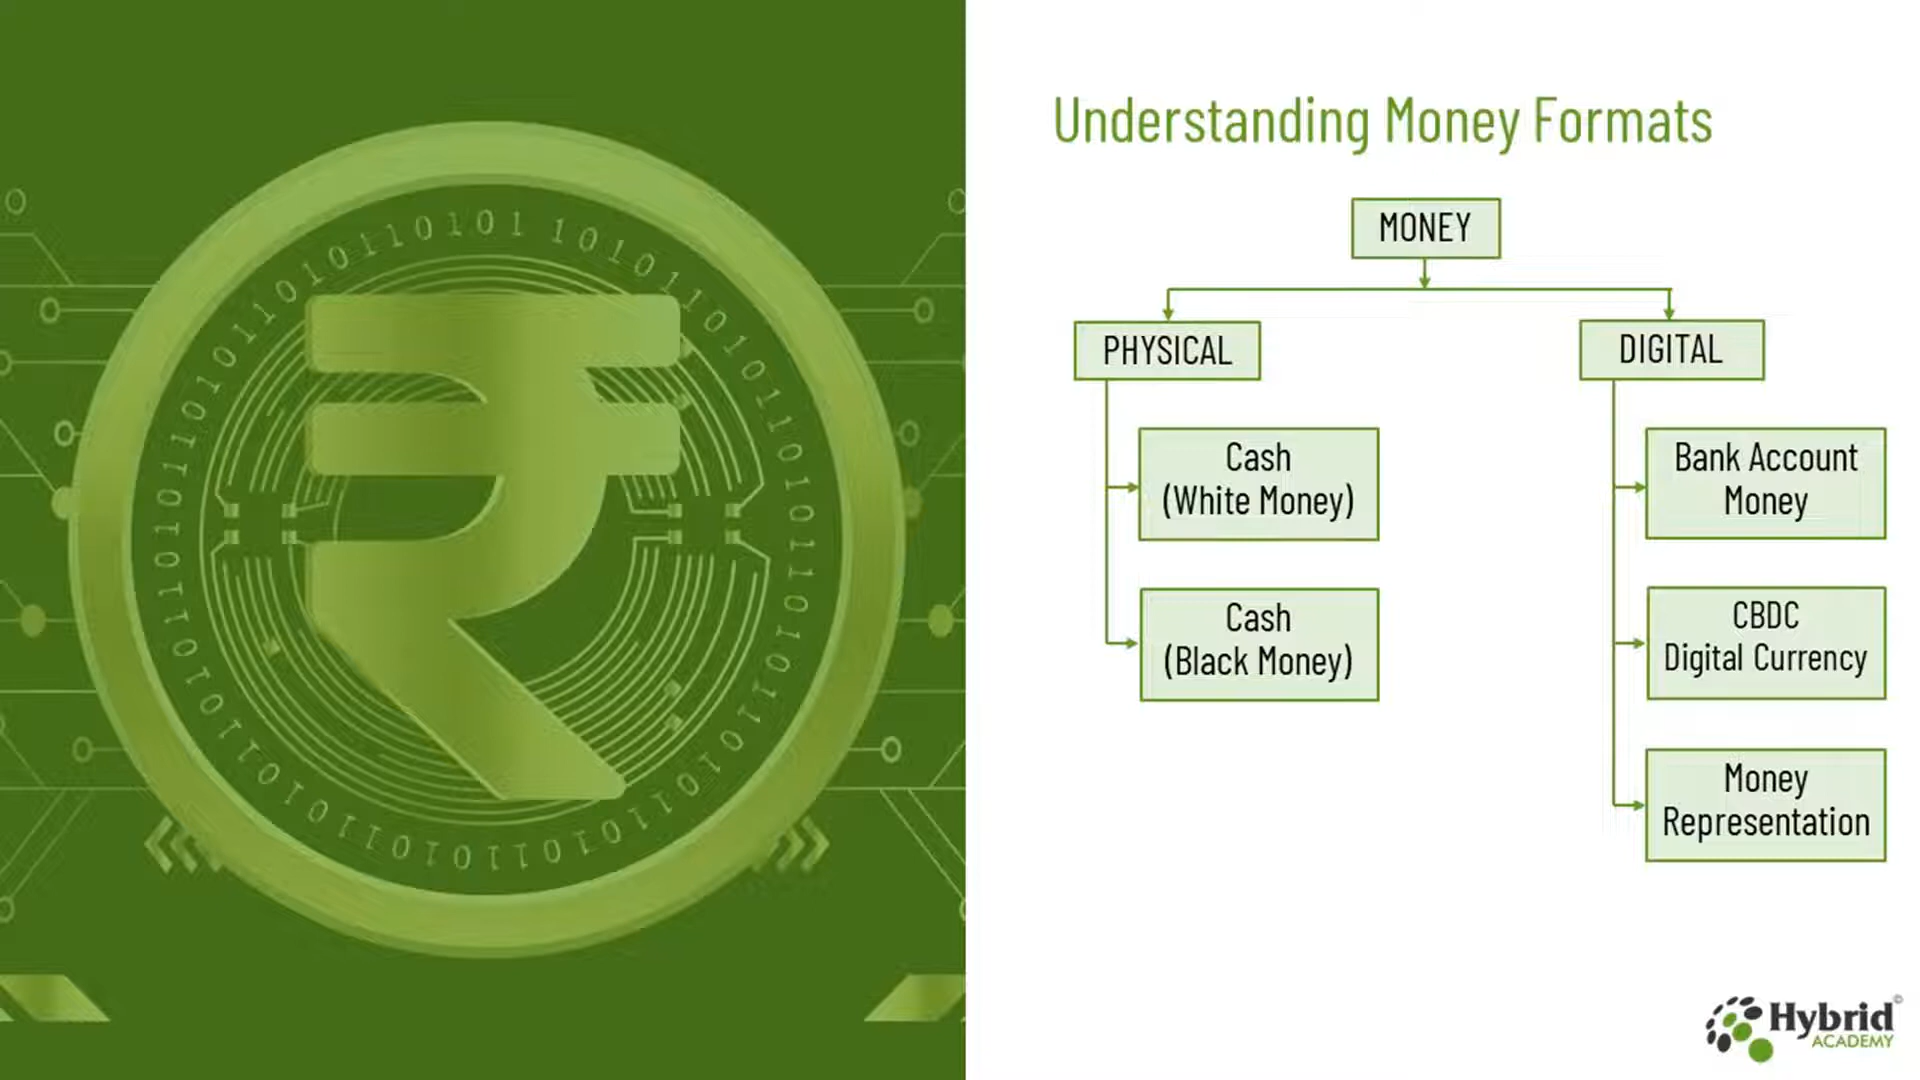 Understanding Money Formats
MONEY
PHYSICAL
DIGITAL
Cash
(White Money)
Cash
(Black Money)
Bank Account
Money
CBDC
Digital Currency
Money
Representation
₹
Hybrid©
ACADEMY